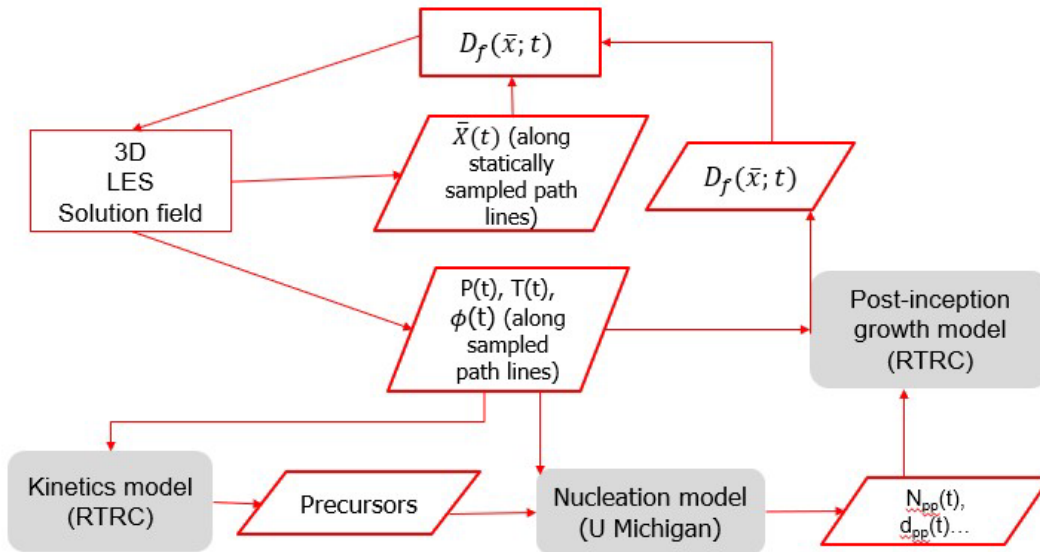 D_f(x̄; t)
3D
LES
Solution field
X̄(t) (along
statically
sampled path
lines)
D_f(x̄; t)
P(t), T(t),
ϕ(t) (along
sampled
path lines)
Post-inception
growth model
(RTRC)
Kinetics model
(RTRC)
Precursors
Nucleation model
(U Michigan)
N_pp(t),
d_pp(t)...